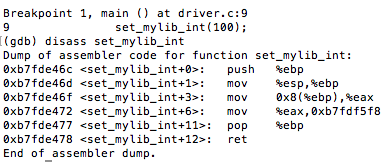 Breakpoint 1, main () at driver.c:9
9 set_mylib_int(100);
(gdb) disass set_mylib_int
Dump of assembler code for function set_mylib_int:
0xb7fde46c <set_mylib_int+0>: push %ebp
0xb7fde46d <set_mylib_int+1>: mov %esp,%ebp
0xb7fde46f <set_mylib_int+3>: mov 0x8(%ebp),%eax
0xb7fde472 <set_mylib_int+6>: mov %eax,0xb7fdf5f8
0xb7fde477 <set_mylib_int+11>: pop %ebp
0xb7fde478 <set_mylib_int+12>: ret
End of assembler dump.